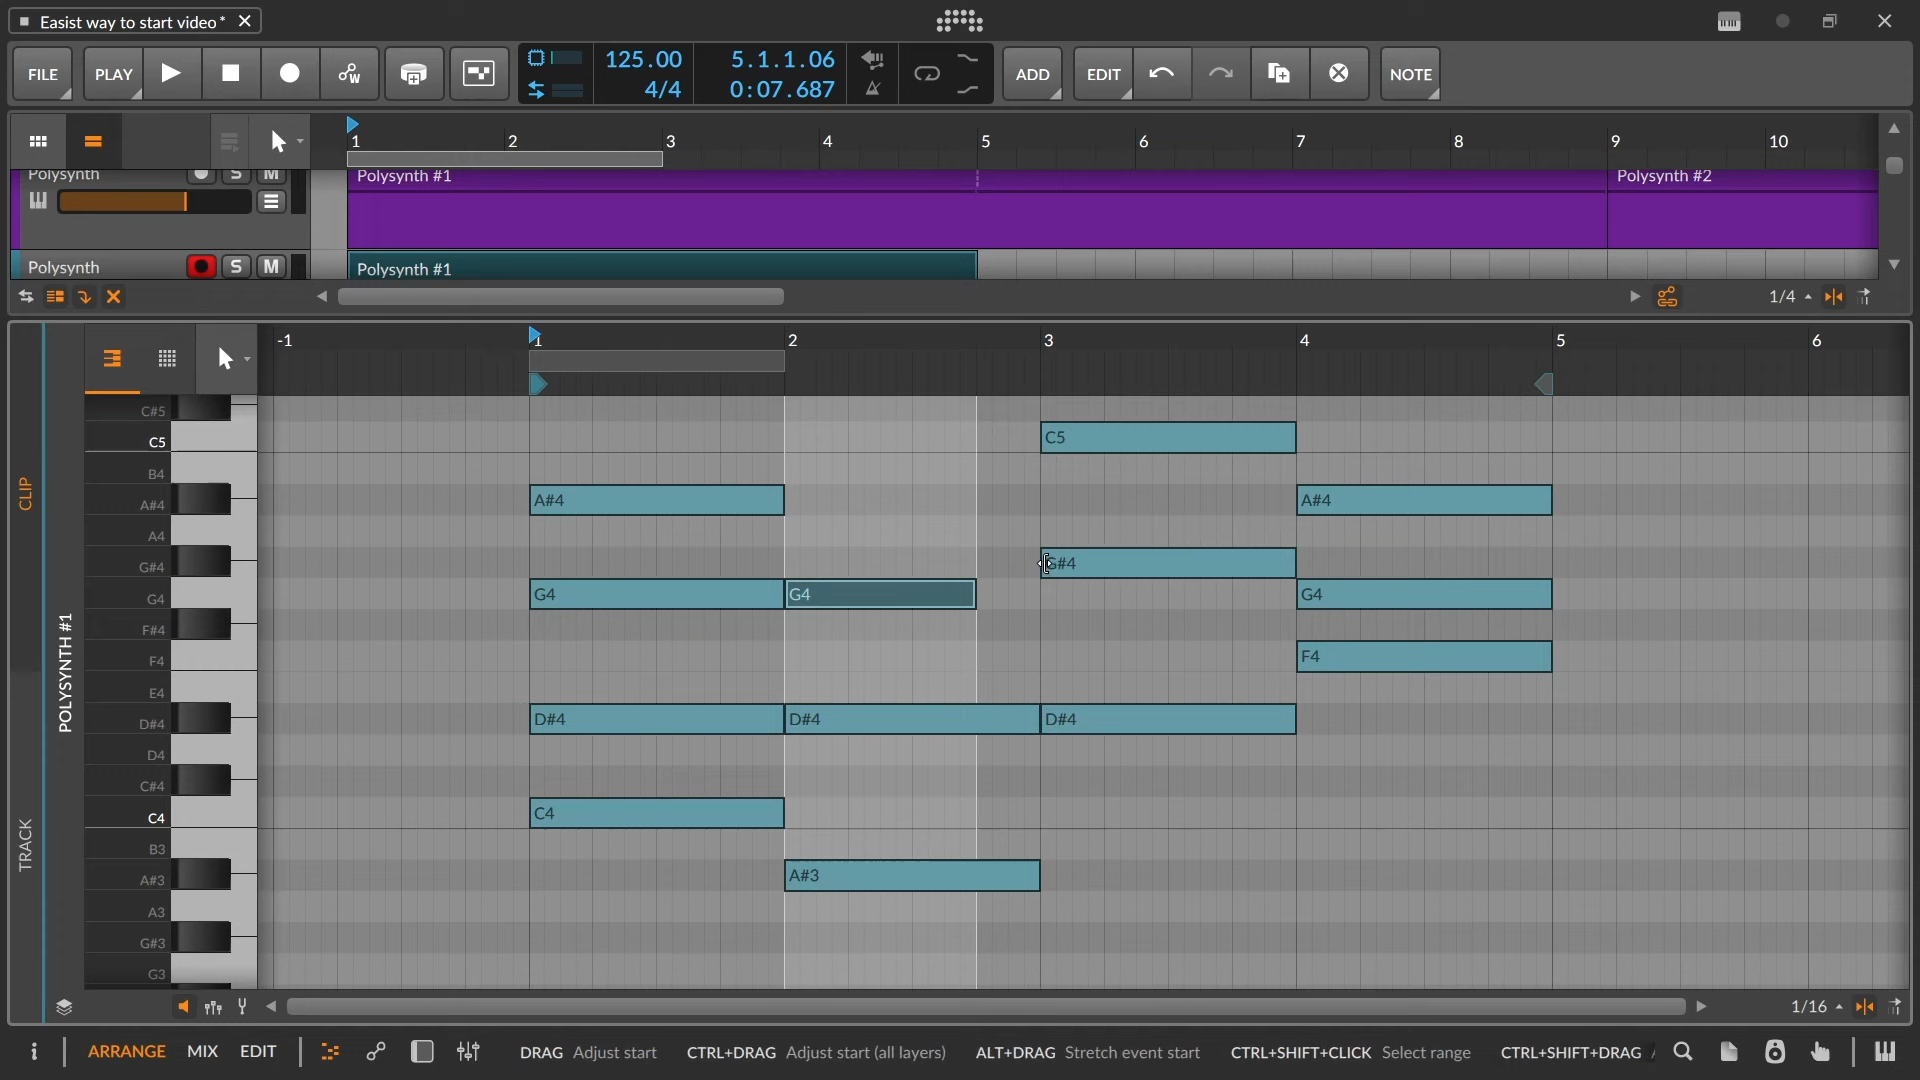 Easist way to start video*
FILE PLAY 125.00 4/4 5.1.1.06 0:07.687 ADD EDIT NOTE
1 2 3 4 5 6 7 8 9 10
Polysynth S M Polysynth #1 Polysynth #2
Polysynth S M Polysynth #1
1/4
-1 1 2 3 4 5 6
C#5
C5 C5
B4
A#4 A#4 A#4
A4
G#4 G#4
G4 G4 G4 G4
F#4
F4 F4
E4
D#4 D#4 D#4 D#4
D4
C#4
C4 C4
B3
A#3 A#3
A3
G#3
G3
CLIP
TRACK
POLYSYNTH #1
1/16
ARRANGE MIX EDIT DRAG Adjust start CTRL+DRAG Adjust start (all layers) ALT+DRAG Stretch event start CTRL+SHIFT+CLICK Select range CTRL+SHIFT+DRAG